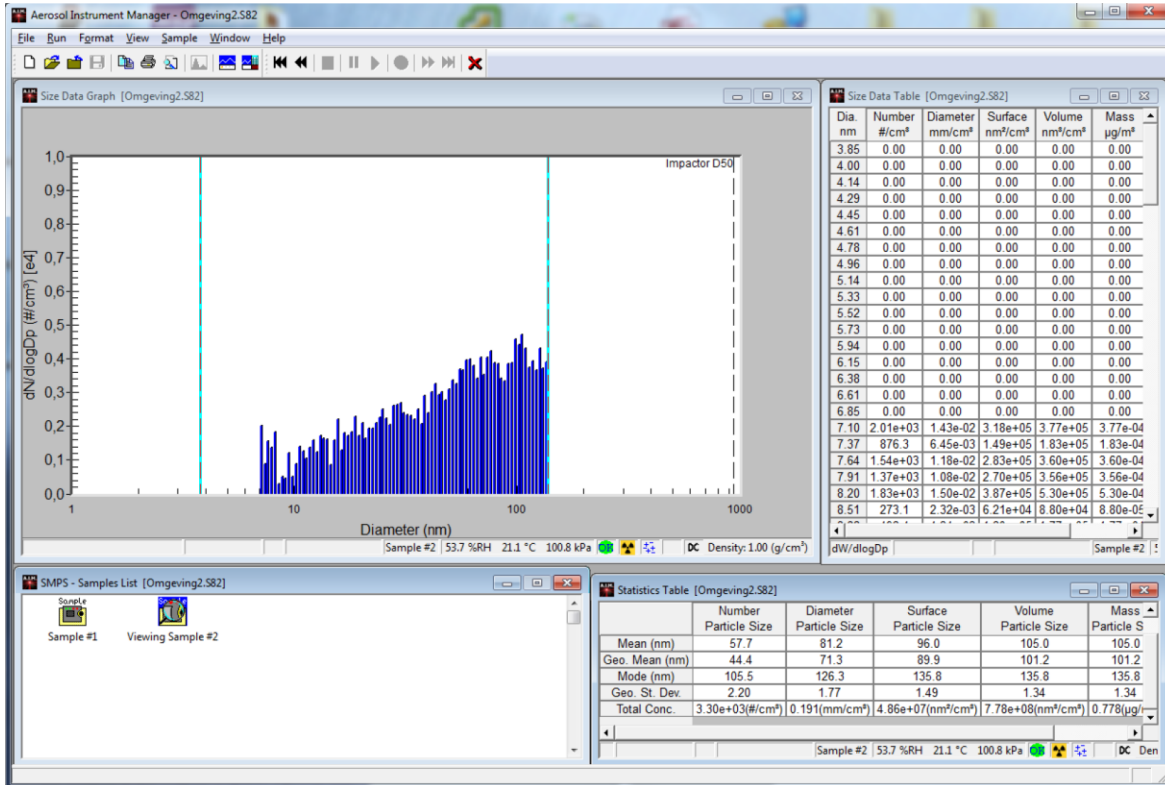 Aerosol Instrument Manager - Omgeving2.S82
File Run Format View Sample Window Help
Size Data Graph [Omgeving2.S82]
Impactor D50
dN/dlogDp (#/cm³) [e4]
1,0
0,9
0,8
0,7
0,6
0,5
0,4
0,3
0,2
0,1
0,0
1 10 100 1000
Diameter (nm)
Sample #2 53.7 %RH 21.1 °C 100.8 kPa DC Density: 1.00 (g/cm³)
Size Data Table [Omgeving2.S82]
Dia. Number Diameter Surface Volume Mass
nm #/cm³ mm/cm³ nm²/cm³ nm³/cm³ µg/m³
3.85 0.00 0.00 0.00 0.00 0.00
4.00 0.00 0.00 0.00 0.00 0.00
4.14 0.00 0.00 0.00 0.00 0.00
4.29 0.00 0.00 0.00 0.00 0.00
4.45 0.00 0.00 0.00 0.00 0.00
4.61 0.00 0.00 0.00 0.00 0.00
4.78 0.00 0.00 0.00 0.00 0.00
4.96 0.00 0.00 0.00 0.00 0.00
5.14 0.00 0.00 0.00 0.00 0.00
5.33 0.00 0.00 0.00 0.00 0.00
5.52 0.00 0.00 0.00 0.00 0.00
5.73 0.00 0.00 0.00 0.00 0.00
5.94 0.00 0.00 0.00 0.00 0.00
6.15 0.00 0.00 0.00 0.00 0.00
6.38 0.00 0.00 0.00 0.00 0.00
6.61 0.00 0.00 0.00 0.00 0.00
6.85 0.00 0.00 0.00 0.00 0.00
7.10 2.01e+03 1.43e-02 3.18e+05 3.77e+05 3.77e-04
7.37 876.3 6.45e-03 1.49e+05 1.83e+05 1.83e-04
7.64 1.54e+03 1.18e-02 2.83e+05 3.60e+05 3.60e-04
7.91 1.37e+03 1.08e-02 2.70e+05 3.56e+05 3.56e-04
8.20 1.83e+03 1.50e-02 3.87e+05 5.30e+05 5.30e-04
8.51 273.1 2.32e-03 6.21e+04 8.80e+04 8.80e-05
dW/dlogDp Sample #2
SMPS - Samples List [Omgeving2.S82]
Sample
Sample #1 Viewing Sample #2
Statistics Table [Omgeving2.S82]
Number Diameter Surface Volume Mass
Particle Size Particle Size Particle Size Particle Size Particle S
Mean (nm) 57.7 81.2 96.0 105.0 105.0
Geo. Mean (nm) 44.4 71.3 89.9 101.2 101.2
Mode (nm) 105.5 126.3 135.8 135.8 135.8
Geo. St. Dev. 2.20 1.77 1.49 1.34 1.34
Total Conc. 3.30e+03(#/cm³) 0.191(mm/cm³) 4.86e+07(nm²/cm³) 7.78e+08(nm³/cm³) 0.778(µg/
Sample #2 53.7 %RH 21.1 °C 100.8 kPa DC Den